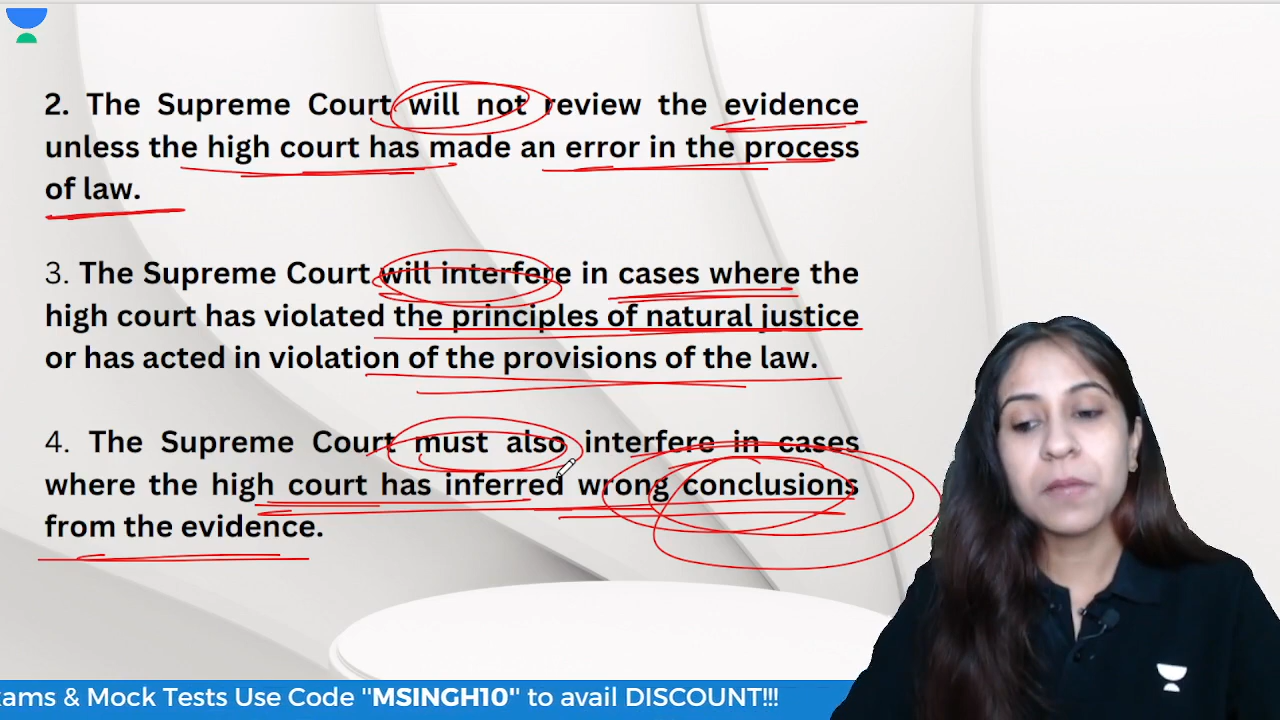 2. The Supreme Court will not review the evidence
unless the high court has made an error in the process
of law.
3. The Supreme Court will interfere in cases where the
high court has violated the principles of natural justice
or has acted in violation of the provisions of the law.
4. The Supreme Court must also interfere in cases
where the high court has inferred wrong conclusions
from the evidence.
ams & Mock Tests Use Code "MSINGH10" to avail DISCOUNT!!!